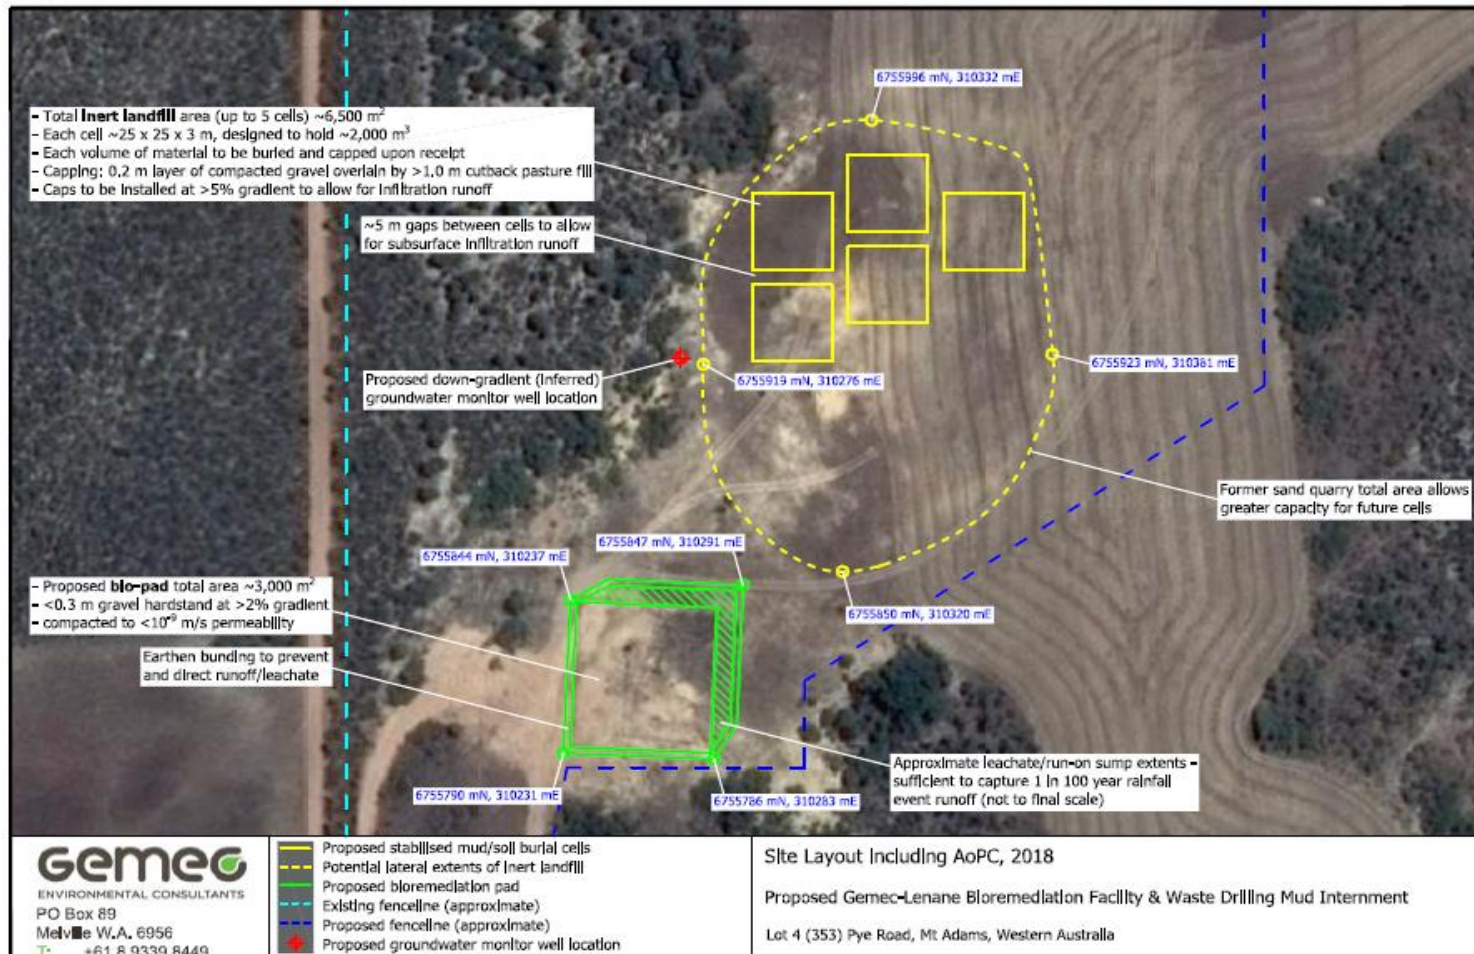 6755996 mN, 310332 mE
- Total Inert landfill area (up to 5 cells) ~6,500 m²
- Each cell ~25 x 25 x 3 m, designed to hold ~2,000 m³
- Each volume of material to be buried and capped upon receipt
- Capping: 0.2 m layer of compacted gravel overlain by >1.0 m cutback pasture fill
- Caps to be installed at >5% gradient to allow for infiltration runoff
~5 m gaps between cells to allow
for subsurface infiltration runoff
Proposed down-gradient (inferred)
groundwater monitor well location
6755919 mN, 310276 mE
6755923 mN, 310381 mE
Former sand quarry total area allows
greater capacity for future cells
6755844 mN, 310237 mE
6755847 mN, 310291 mE
6755850 mN, 310320 mE
- Proposed bio-pad total area ~3,000 m²
- <0.3 m gravel hardstand at >2% gradient
- compacted to <10⁻⁹ m/s permeability
Earthen bunding to prevent
and direct runoff/leachate
Approximate leachate/run-on sump extents -
sufficient to capture 1 in 100 year rainfall
event runoff (not to final scale)
6755790 mN, 310231 mE
6755786 mN, 310283 mE
Gemec
ENVIRONMENTAL CONSULTANTS
PO Box 89
Melville W.A. 6956
T: +61 8 9339 8449
Proposed stabilised mud/soil burial cells
Potential lateral extents of inert landfill
Proposed bioremediation pad
Existing fenceline (approximate)
Proposed fenceline (approximate)
Proposed groundwater monitor well location
Site Layout including AoPC, 2018
Proposed Gemec-Lenane Bioremediation Facility & Waste Drilling Mud Internment
Lot 4 (353) Pye Road, Mt Adams, Western Australia